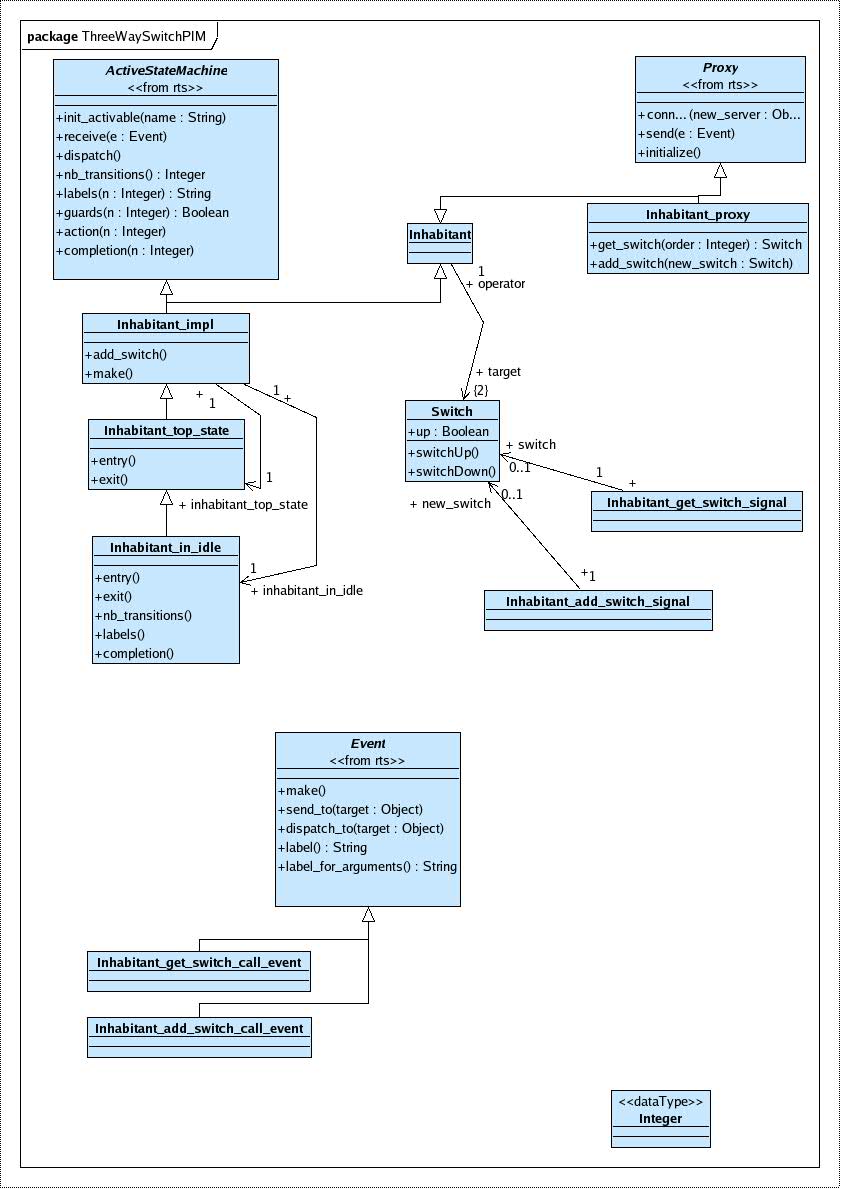 package ThreeWaySwitchPIM
ActiveStateMachine
<<from rts>>
+init_activable(name : String)
+receive(e : Event)
+dispatch()
+nb_transitions() : Integer
+labels(n : Integer) : String
+guards(n : Integer) : Boolean
+action(n : Integer)
+completion(n : Integer)
Proxy
<<from rts>>
+conn... (new_server : Ob...
+send(e : Event)
+initialize()
Inhabitant
Inhabitant_proxy
+get_switch(order : Integer) : Switch
+add_switch(new_switch : Switch)
1
+ operator
Inhabitant_impl
+add_switch()
+make()
+ target
{2}
+
1
1
+
Switch
+up : Boolean
+switchUp()
+switchDown()
Inhabitant_top_state
+entry()
+exit()
1
+ inhabitant_top_state
+ switch
0..1
1
+
Inhabitant_get_switch_signal
+ new_switch
0..1
Inhabitant_in_idle
+entry()
+exit()
+nb_transitions()
+labels()
+completion()
1
+ inhabitant_in_idle
+
1
Inhabitant_add_switch_signal
Event
<<from rts>>
+make()
+send_to(target : Object)
+dispatch_to(target : Object)
+label() : String
+label_for_arguments() : String
Inhabitant_get_switch_call_event
Inhabitant_add_switch_call_event
<<dataType>>
Integer